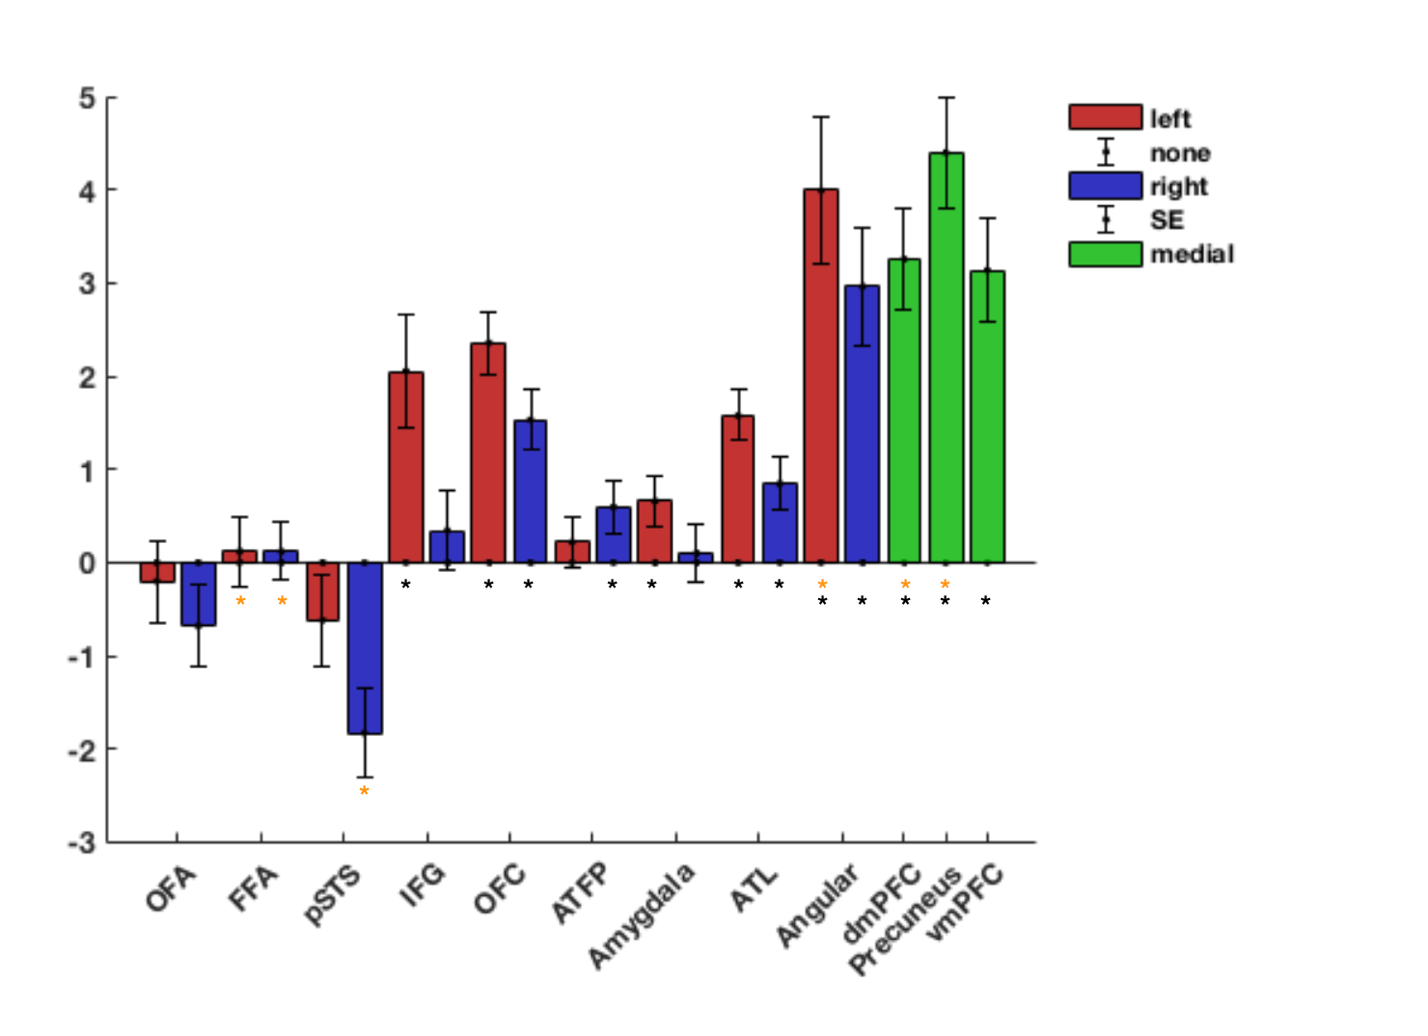 5
4
3
2
1
0
-1
-2
-3
left
none
right
SE
medial
* * * * * * * * * * *
* * * * * * *
*
OFA
FFA
pSTS
IFG
OFC
ATFP
Amygdala
ATL
Angular
dmPFC
Precuneus
vmPFC